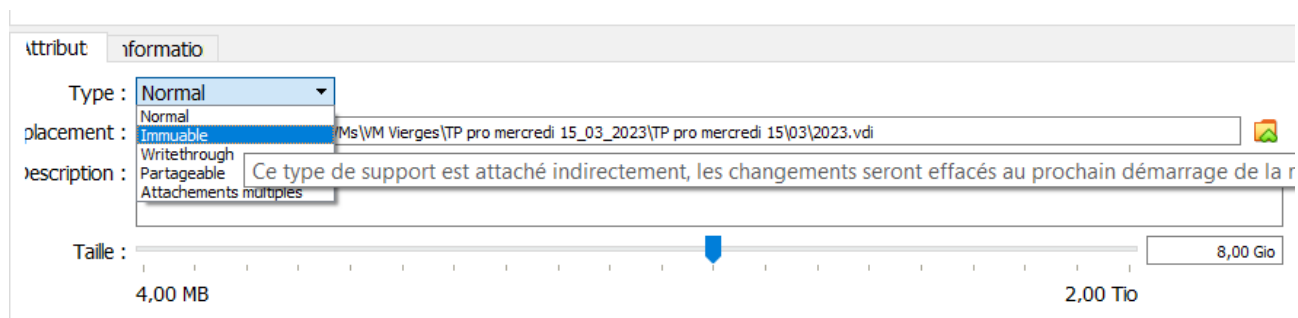 Attribut nformatio
Type : Normal
Normal
placement : Immuable /Ms\VM Vierges\TP pro mercredi 15_03_2023\TP pro mercredi 15\03\2023.vdi
Writethrough
Description : Partageable Ce type de support est attaché indirectement, les changements seront effacés au prochain démarrage de la
Attachements multiples
Taille : 8,00 Gio
4,00 MB 2,00 Tio